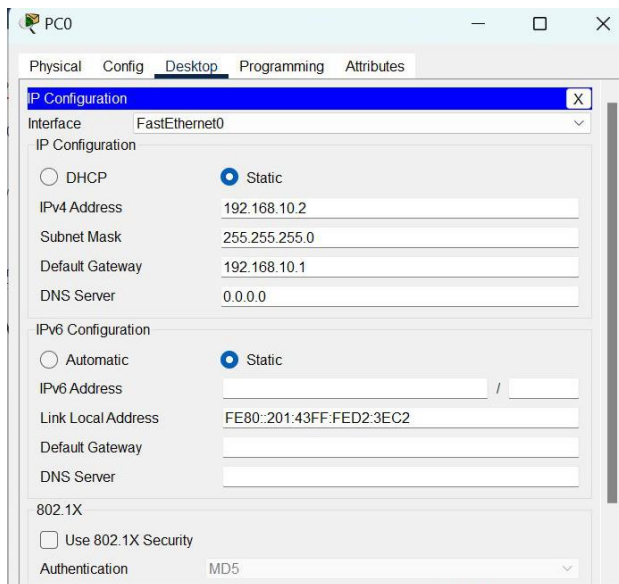 PC0
Physical Config Desktop Programming Attributes
IP Configuration X
Interface FastEthernet0
IP Configuration
DHCP Static
IPv4 Address 192.168.10.2
Subnet Mask 255.255.255.0
Default Gateway 192.168.10.1
DNS Server 0.0.0.0
IPv6 Configuration
Automatic Static
IPv6 Address /
Link Local Address FE80::201:43FF:FED2:3EC2
Default Gateway
DNS Server
802.1X
Use 802.1X Security
Authentication MD5